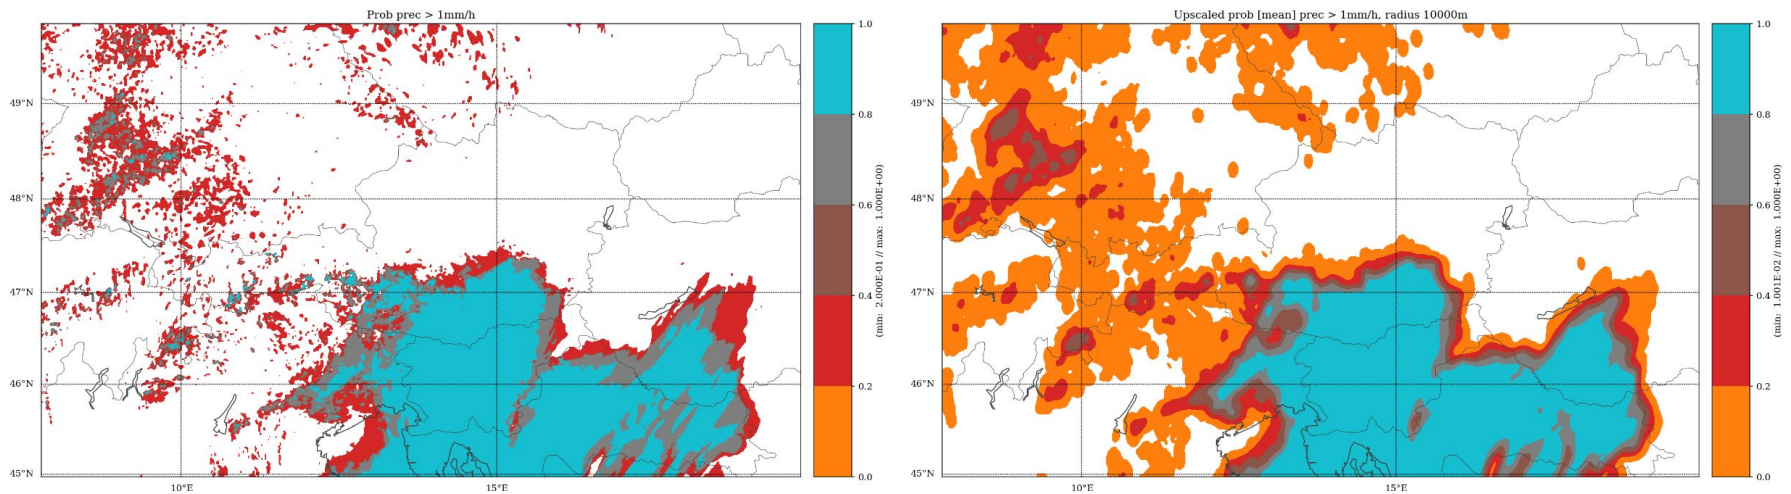 Prob prec > 1mm/h
49°N
48°N
47°N
46°N
45°N
10°E
15°E
1.0
0.8
0.6
0.4
0.2
0.0
(min: 2.000E-01 // max: 1.000E+00)
Upscaled prob [mean] prec > 1mm/h, radius 10000m
49°N
48°N
47°N
46°N
45°N
10°E
15°E
1.0
0.8
0.6
0.4
0.2
0.0
(min: 1.001E-02 // max: 1.000E+00)